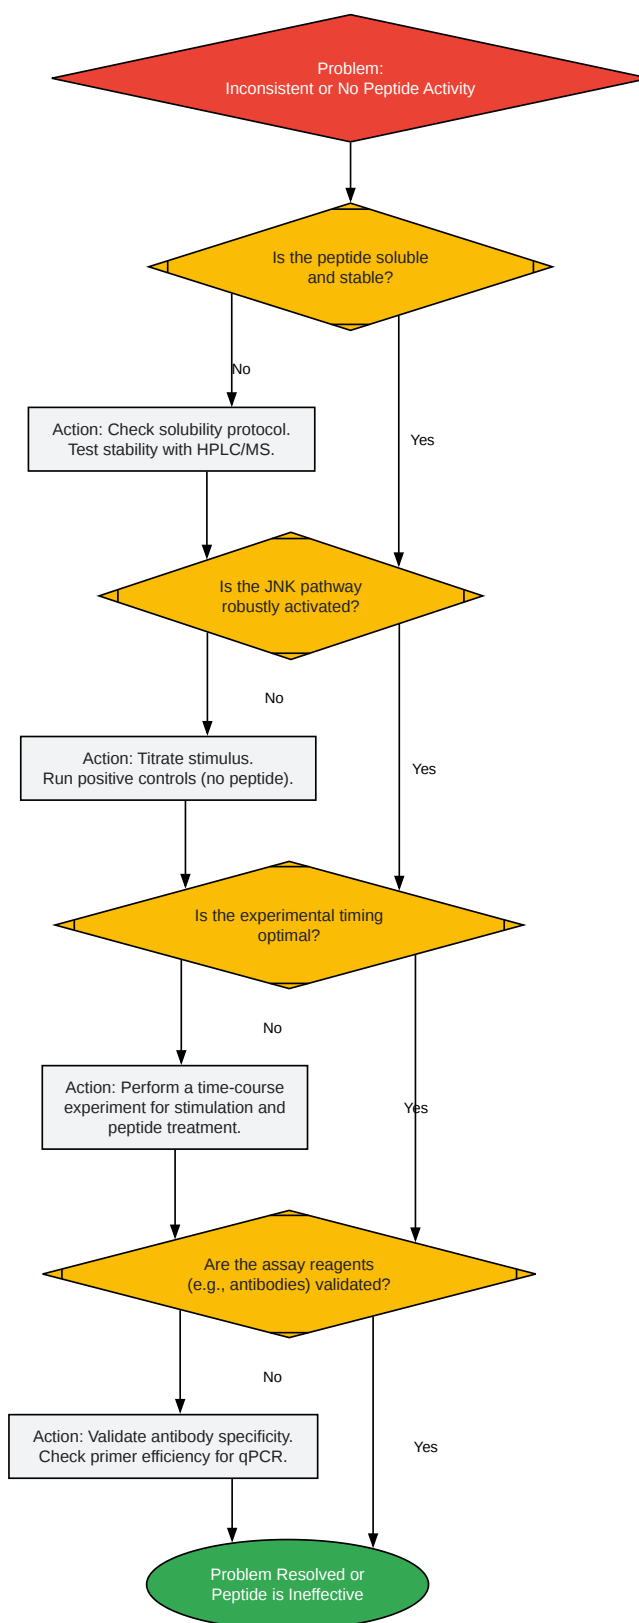 Problem:
Inconsistent or No Peptide Activity
Is the peptide soluble
and stable?
No
Action: Check solubility protocol.
Test stability with HPLC/MS.
Yes
Is the JNK pathway
robustly activated?
No
Action: Titrate stimulus.
Run positive controls (no peptide).
Yes
Is the experimental timing
optimal?
No
Action: Perform a time-course
experiment for stimulation and
peptide treatment.
Yes
Are the assay reagents
(e.g., antibodies) validated?
No
Action: Validate antibody specificity.
Check primer efficiency for qPCR.
Yes
Problem Resolved or
Peptide is Ineffective